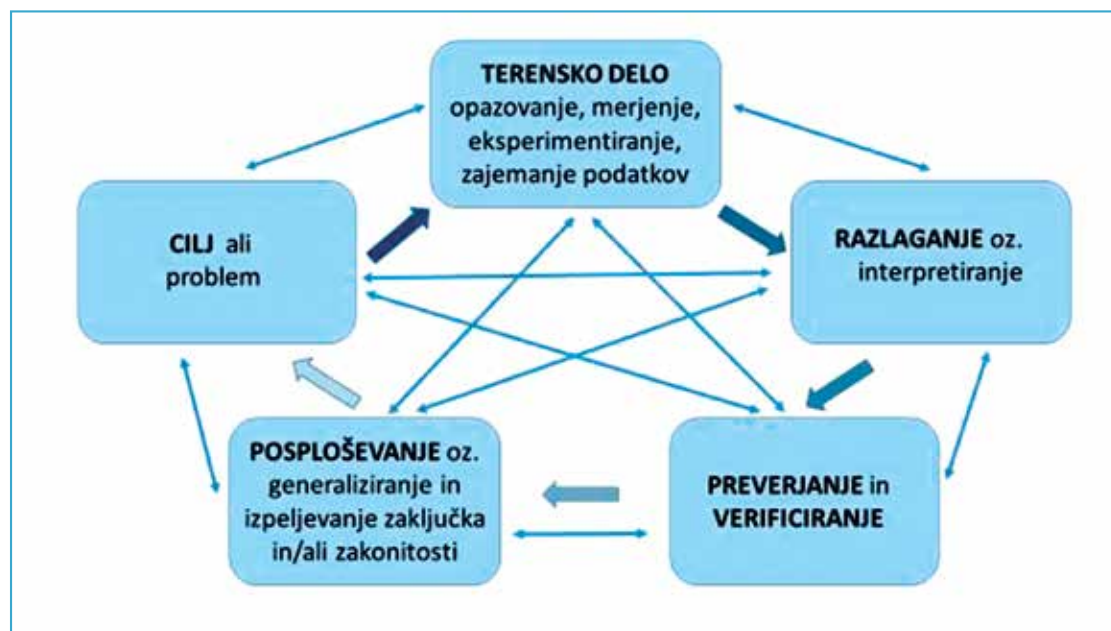 TERENSKO DELO
opazovanje, merjenje,
eksperimentiranje,
zajemanje podatkov
CILJ ali
problem
RAZLAGANJE oz.
interpretiranje
POSPLOŠEVANJE oz.
generaliziranje in
izpeljevanje zaključka
in/ali zakonitosti
PREVERJANJE in
VERIFICIRANJE